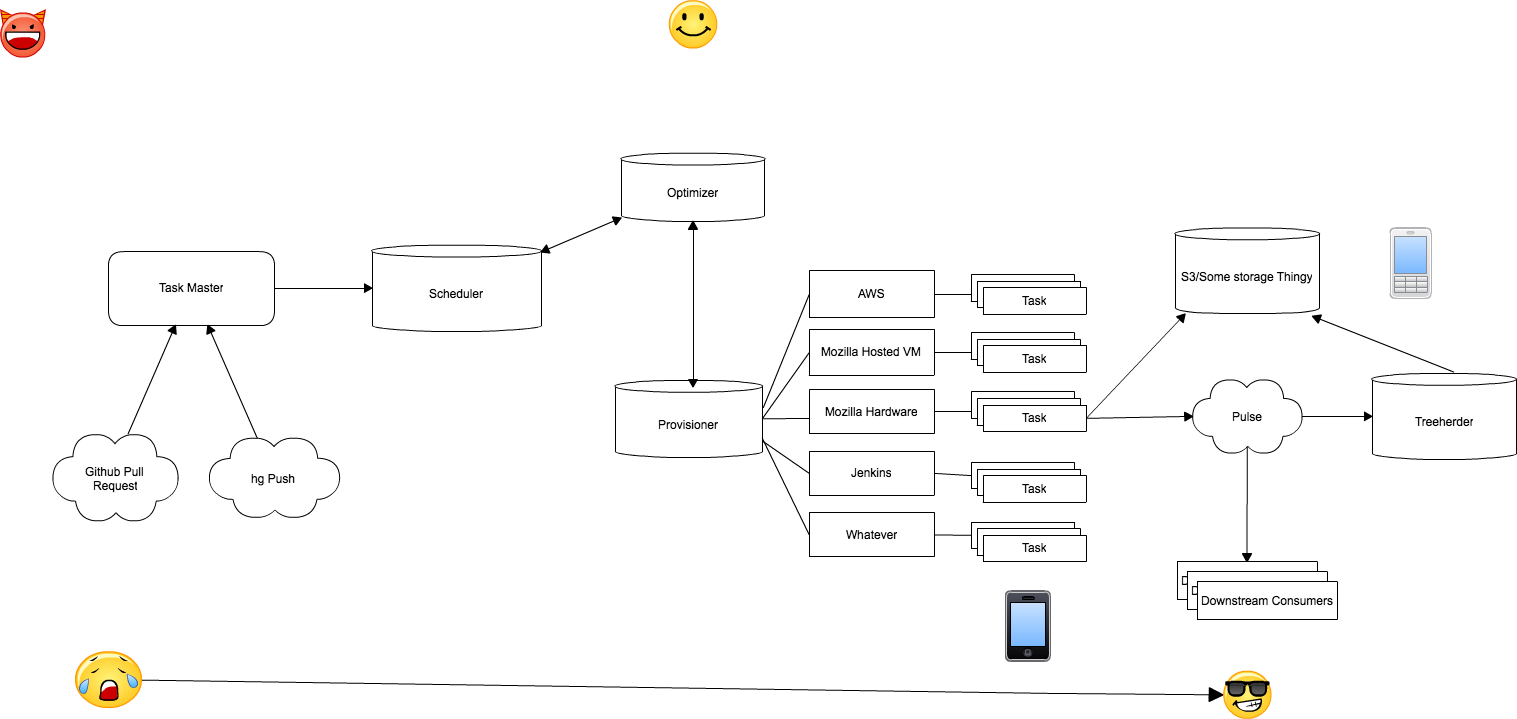 Optimizer
Task Master
Scheduler
S3/Some storage Thingy
AWS
Task
Mozilla Hosted VM
Task
Mozilla Hardware
Task
Provisioner
Pulse
Treeherder
Github Pull
Request
hg Push
Jenkins
Task
Whatever
Task
Downstream Consumers